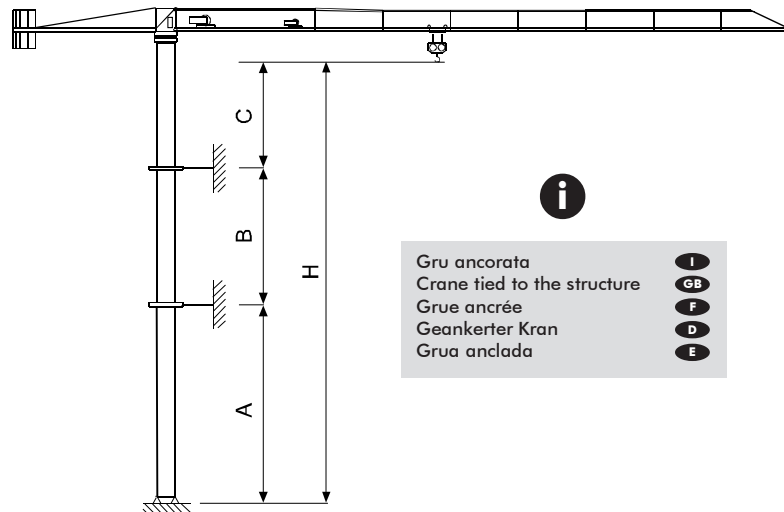 C
B
H
A
i
Gru ancorata I
Crane tied to the structure GB
Grue ancrée F
Geankerter Kran D
Grua anclada E